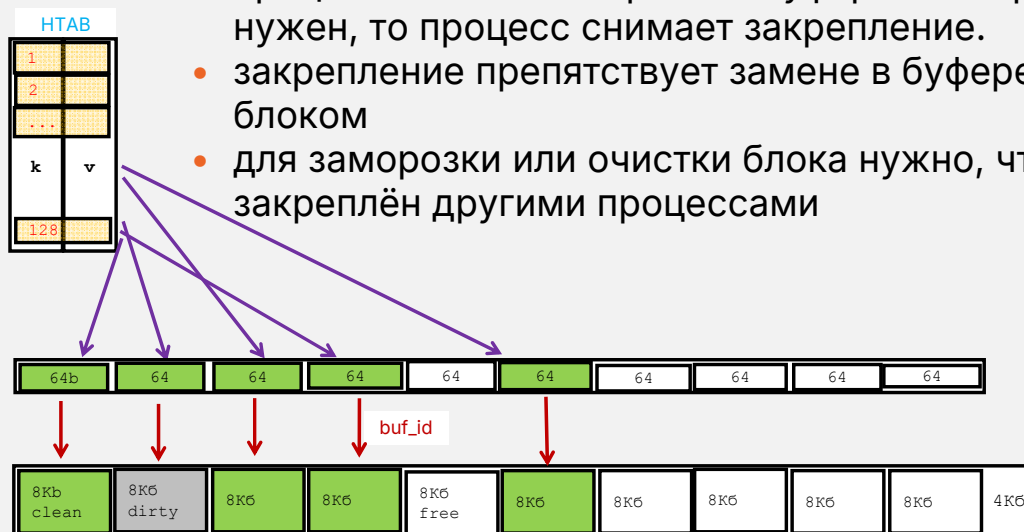 HTAB
нужен, то процесс снимает закрепление.
• закрепление препятствует замене в буфере
блоком
• для заморозки или очистки блока нужно,
закреплён другими процессами
1
2
...
k v
128
64b 64 64 64 64 64 64 64 64 64
buf_id
8Kb clean
8Кб dirty
8Кб
8Кб
8Кб free
8Кб
8Кб
8Кб
8Кб
8Кб
4Кб